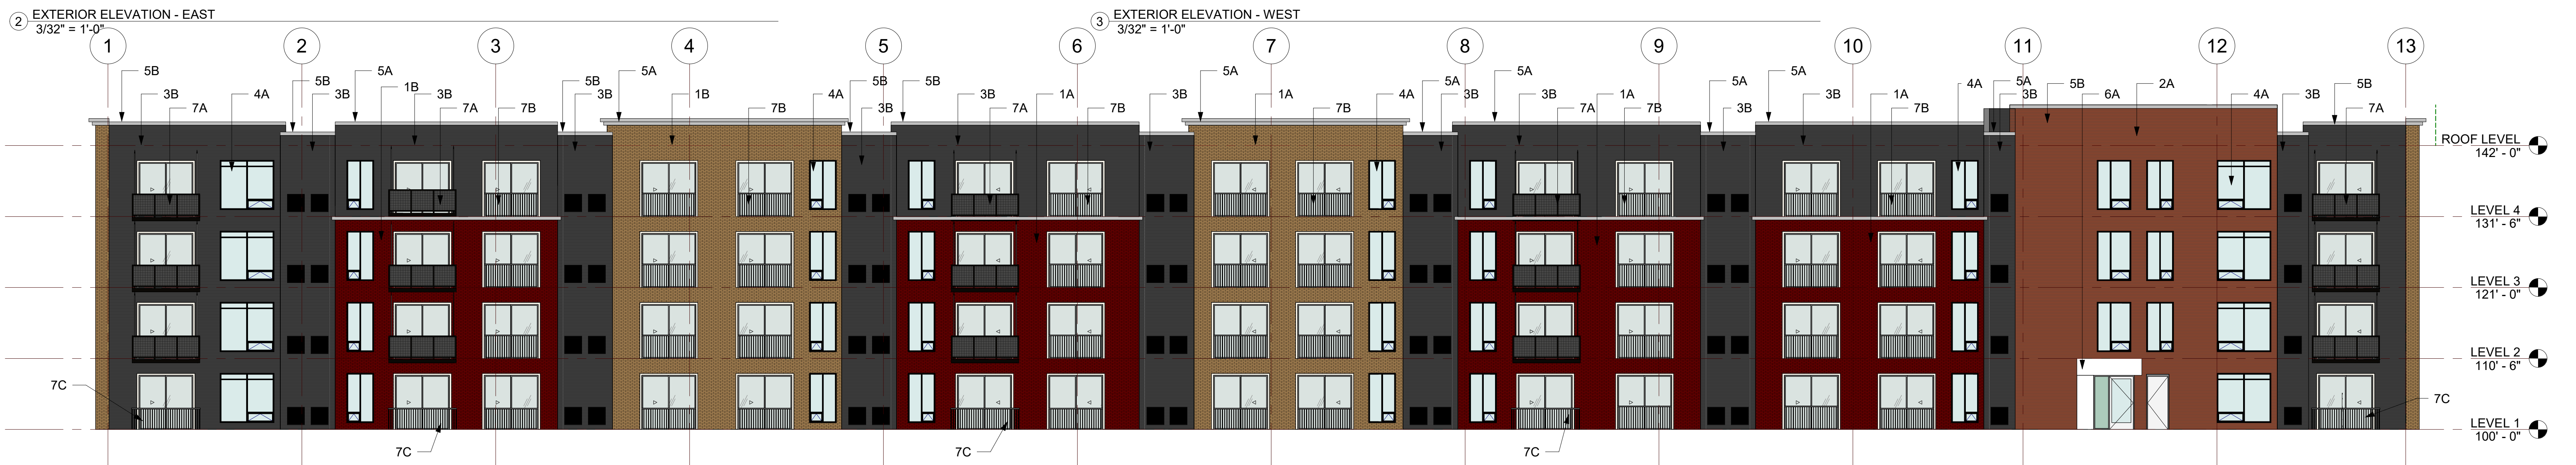 2 EXTERIOR ELEVATION - EAST
3/32" = 1'-0"
3 EXTERIOR ELEVATION - WEST
3/32" = 1'-0"
1 2 3 4 5 6 7 8 9 10 11 12 13
5B 5B 5A 5B 5A 5B 5B 5A 5A 5A 5A 5A 5A 5B 2A 5B
3B 7A 4A 3B 1B 3B 7A 7B 3B 1B 7B 4A 3B 3B 7A 1A 7B 3B 1A 7B 4A 3B 3B 7A 1A 7B 3B 3B 1A 7B 4A 3B 6A 4A 3B 7A
ROOF LEVEL
142' - 0"
LEVEL 4
131' - 6"
LEVEL 3
121' - 0"
LEVEL 2
110' - 6"
7C
7C
LEVEL 1
100' - 0"
7C 7C 7C